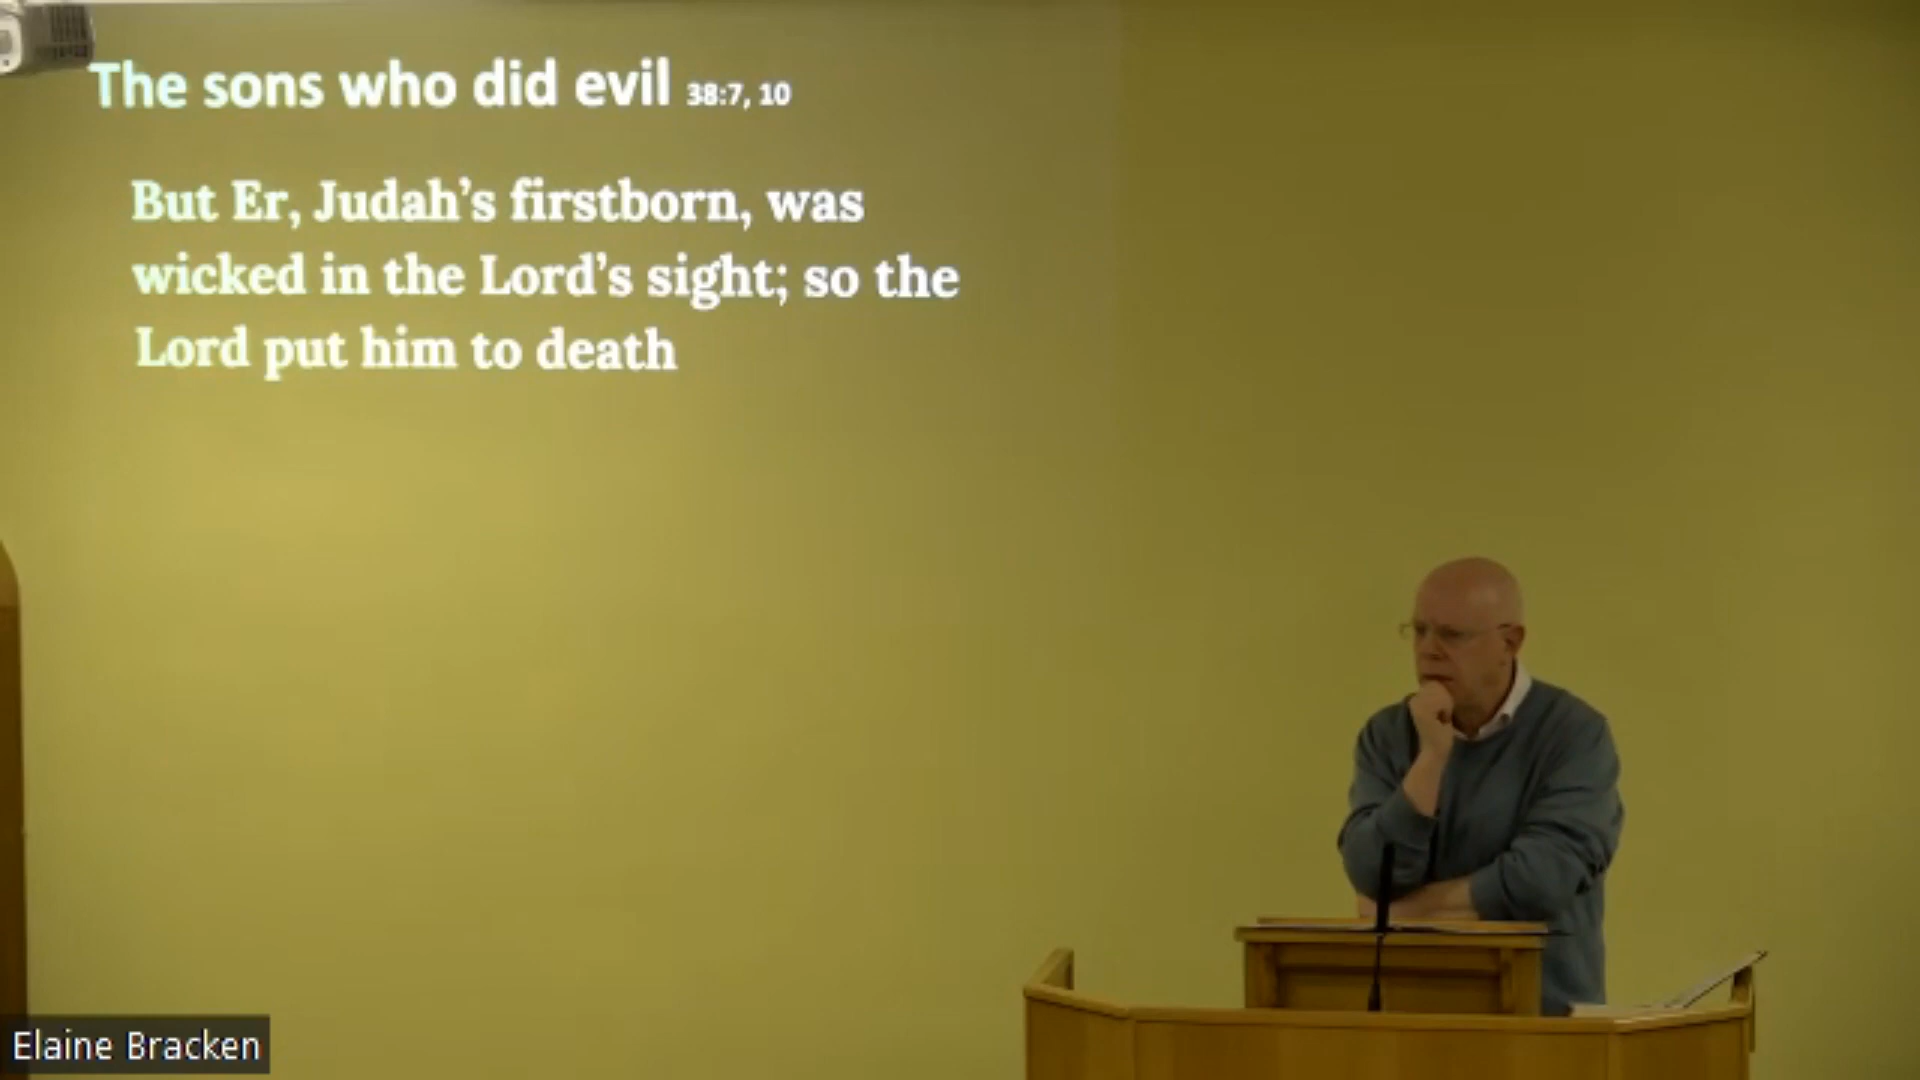 The sons who did evil 38:7, 10
But Er, Judah’s firstborn, was
wicked in the Lord’s sight; so the
Lord put him to death
Elaine Bracken